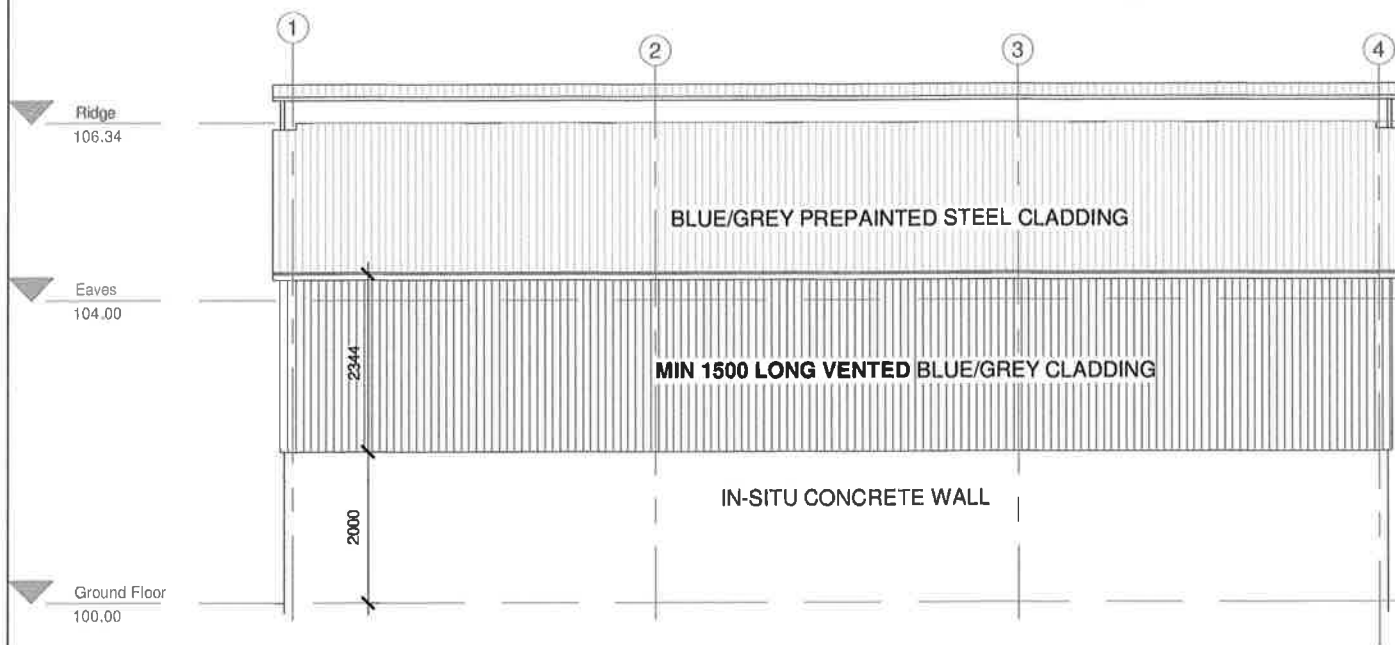 1
2
3
4
Ridge
106.34
BLUE/GREY PREPAINTED STEEL CLADDING
Eaves
104.00
2344
MIN 1500 LONG VENTED BLUE/GREY CLADDING
IN-SITU CONCRETE WALL
2000
Ground Floor
100.00